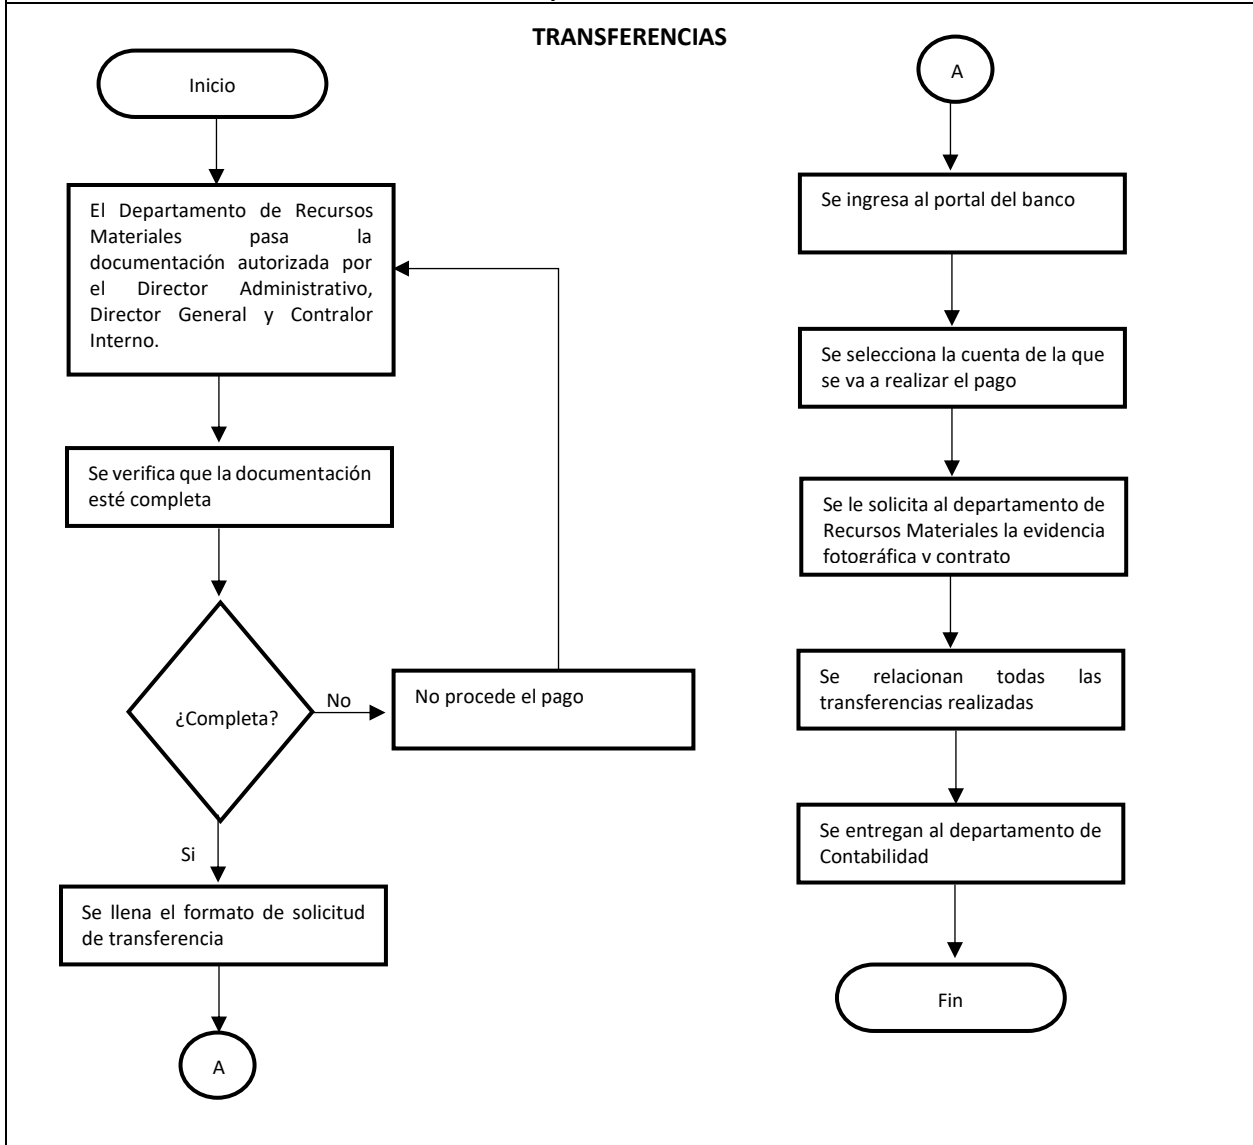 TRANSFERENCIAS
Inicio
El Departamento de Recursos
Materiales pasa la
documentación autorizada por
el Director Administrativo,
Director General y Contralor
Interno.
Se verifica que la documentación
esté completa
¿Completa?
No
No procede el pago
Si
Se llena el formato de solicitud
de transferencia
A
A
Se ingresa al portal del banco
Se selecciona la cuenta de la que
se va a realizar el pago
Se le solicita al departamento de
Recursos Materiales la evidencia
fotográfica y contrato
Se relacionan todas las
transferencias realizadas
Se entregan al departamento de
Contabilidad
Fin